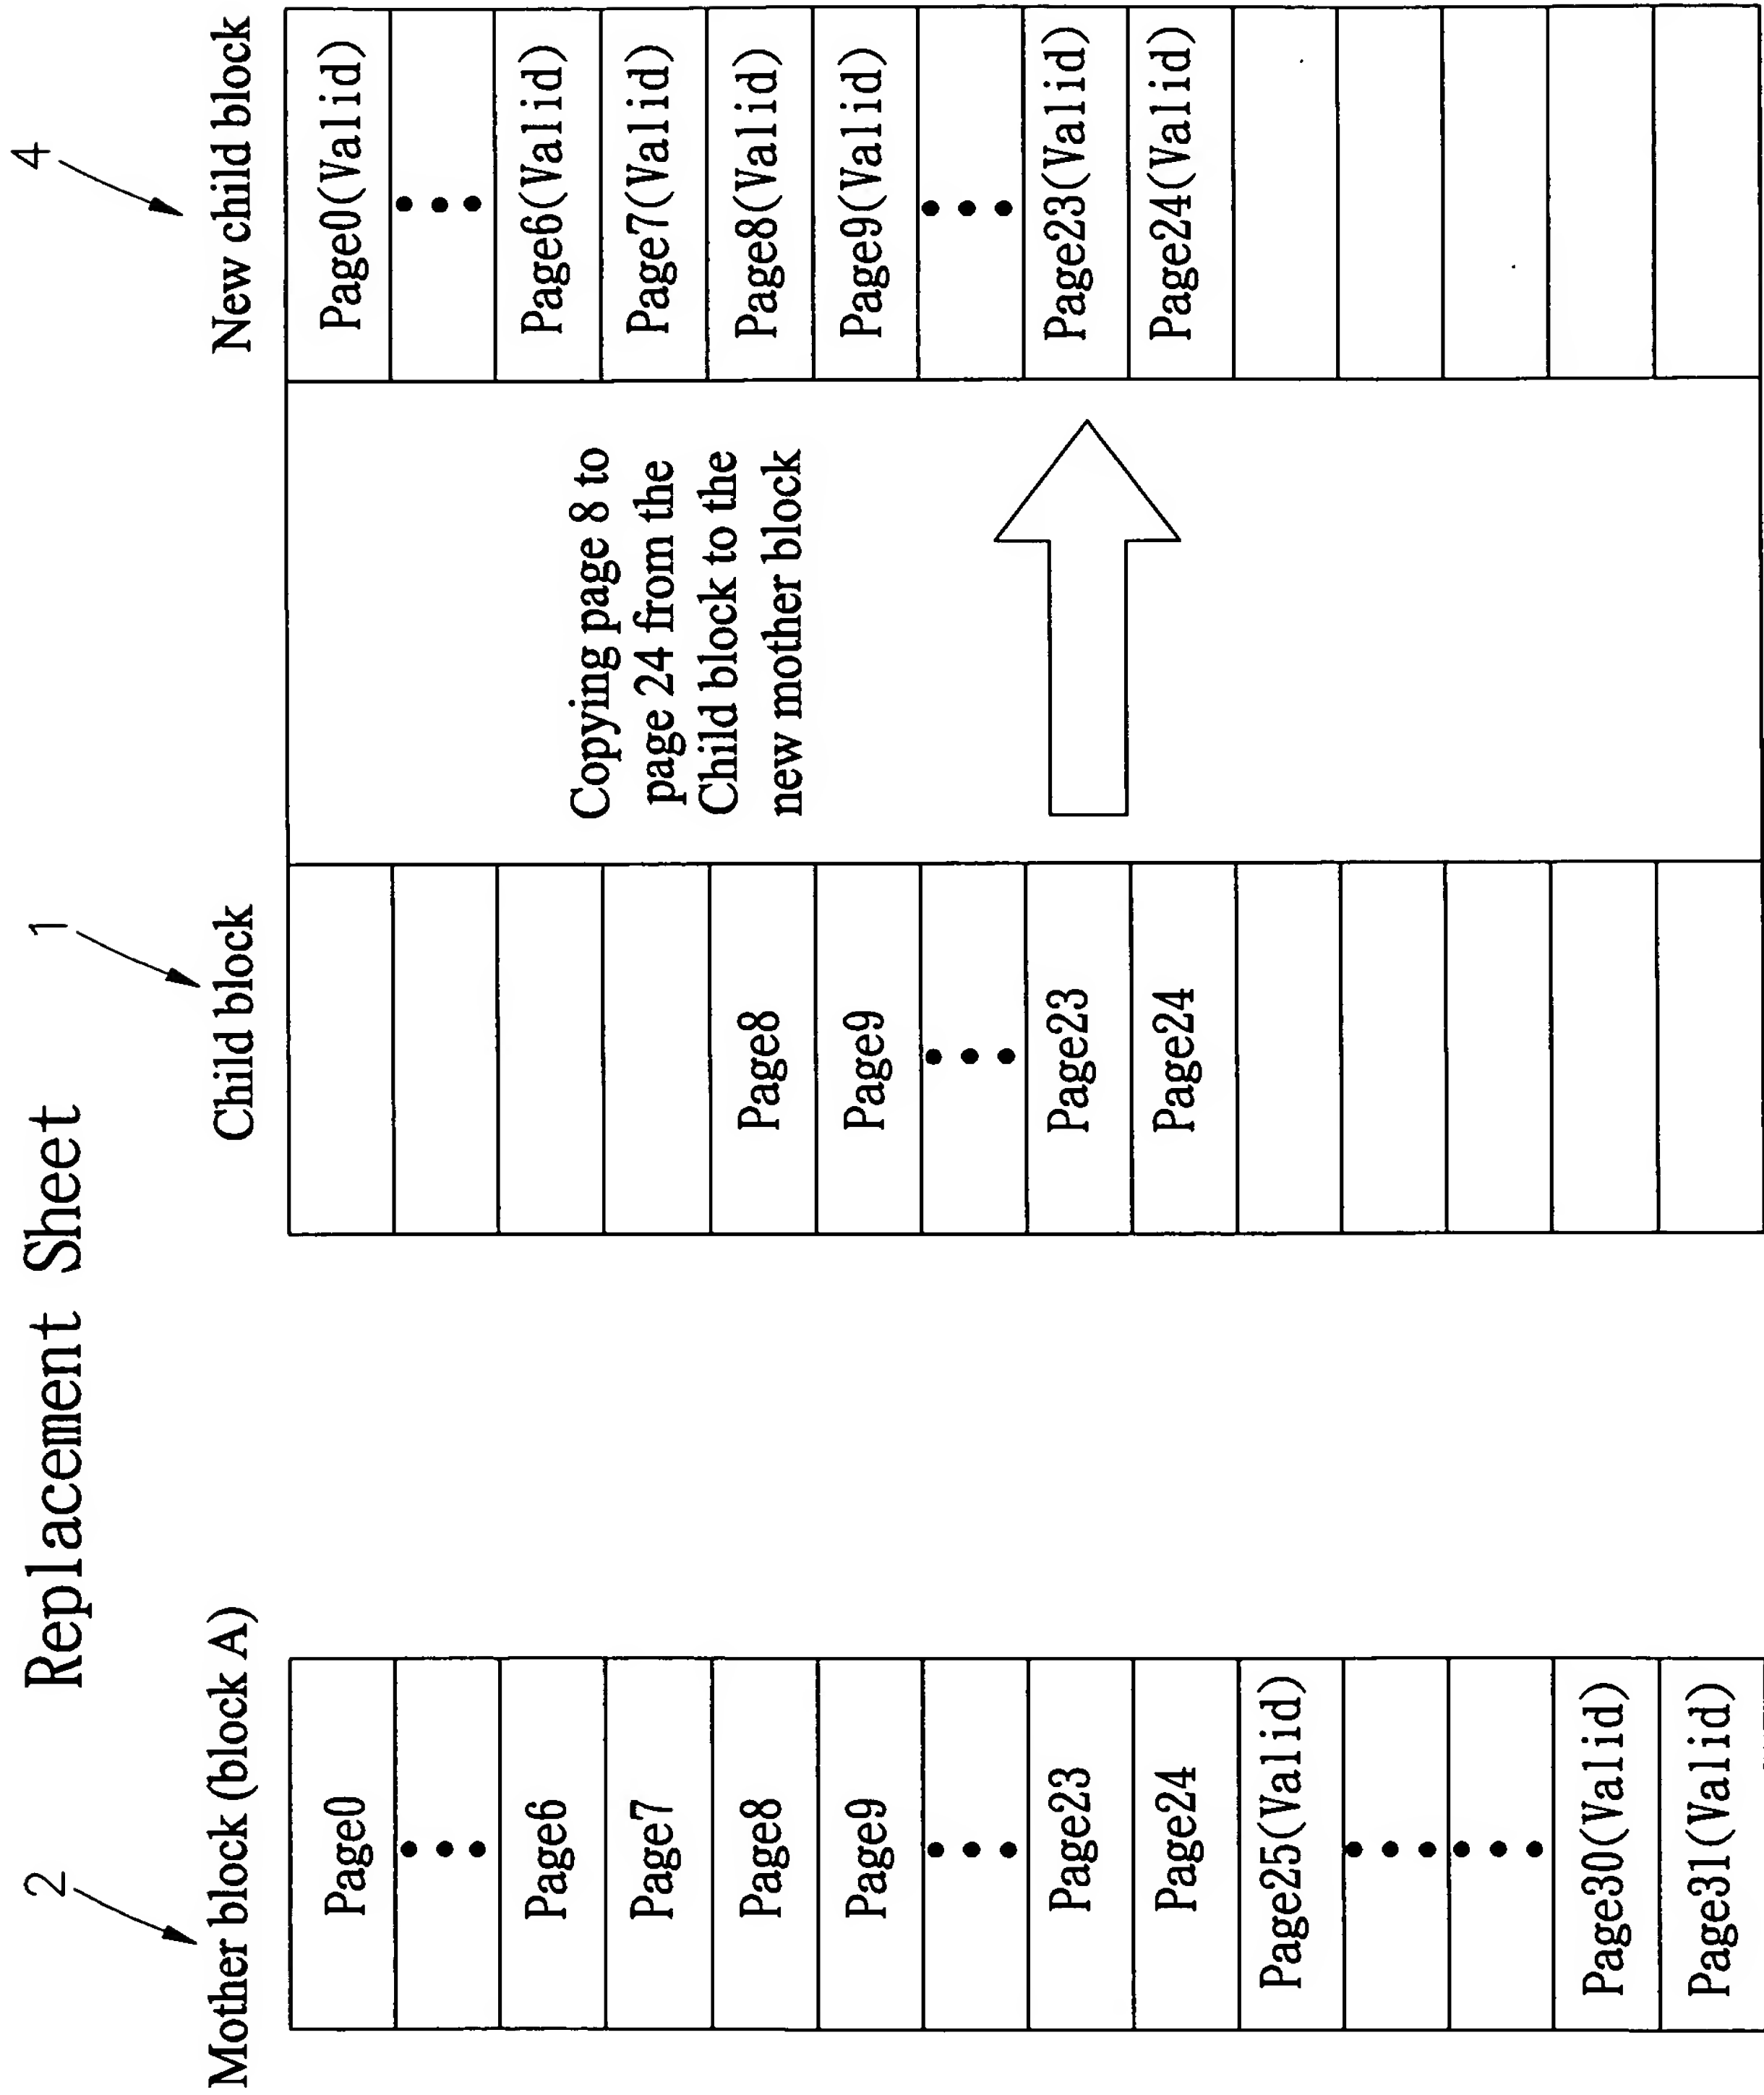 Replacement Sheet
2
1
4
Mother block (block A)
Child block
New child block
Page0
Page6
Page7
Page8
Page9
Page23
Page24
Page25(Valid)
Page30(Valid)
Page31(Valid)
Page8
Page9
Page23
Page24
Copying page 8 to
page 24 from the
Child block to the
new mother block
Page0(Valid)
Page6(Valid)
Page7(Valid)
Page8(Valid)
Page9(Valid)
Page23(Valid)
Page24(Valid)